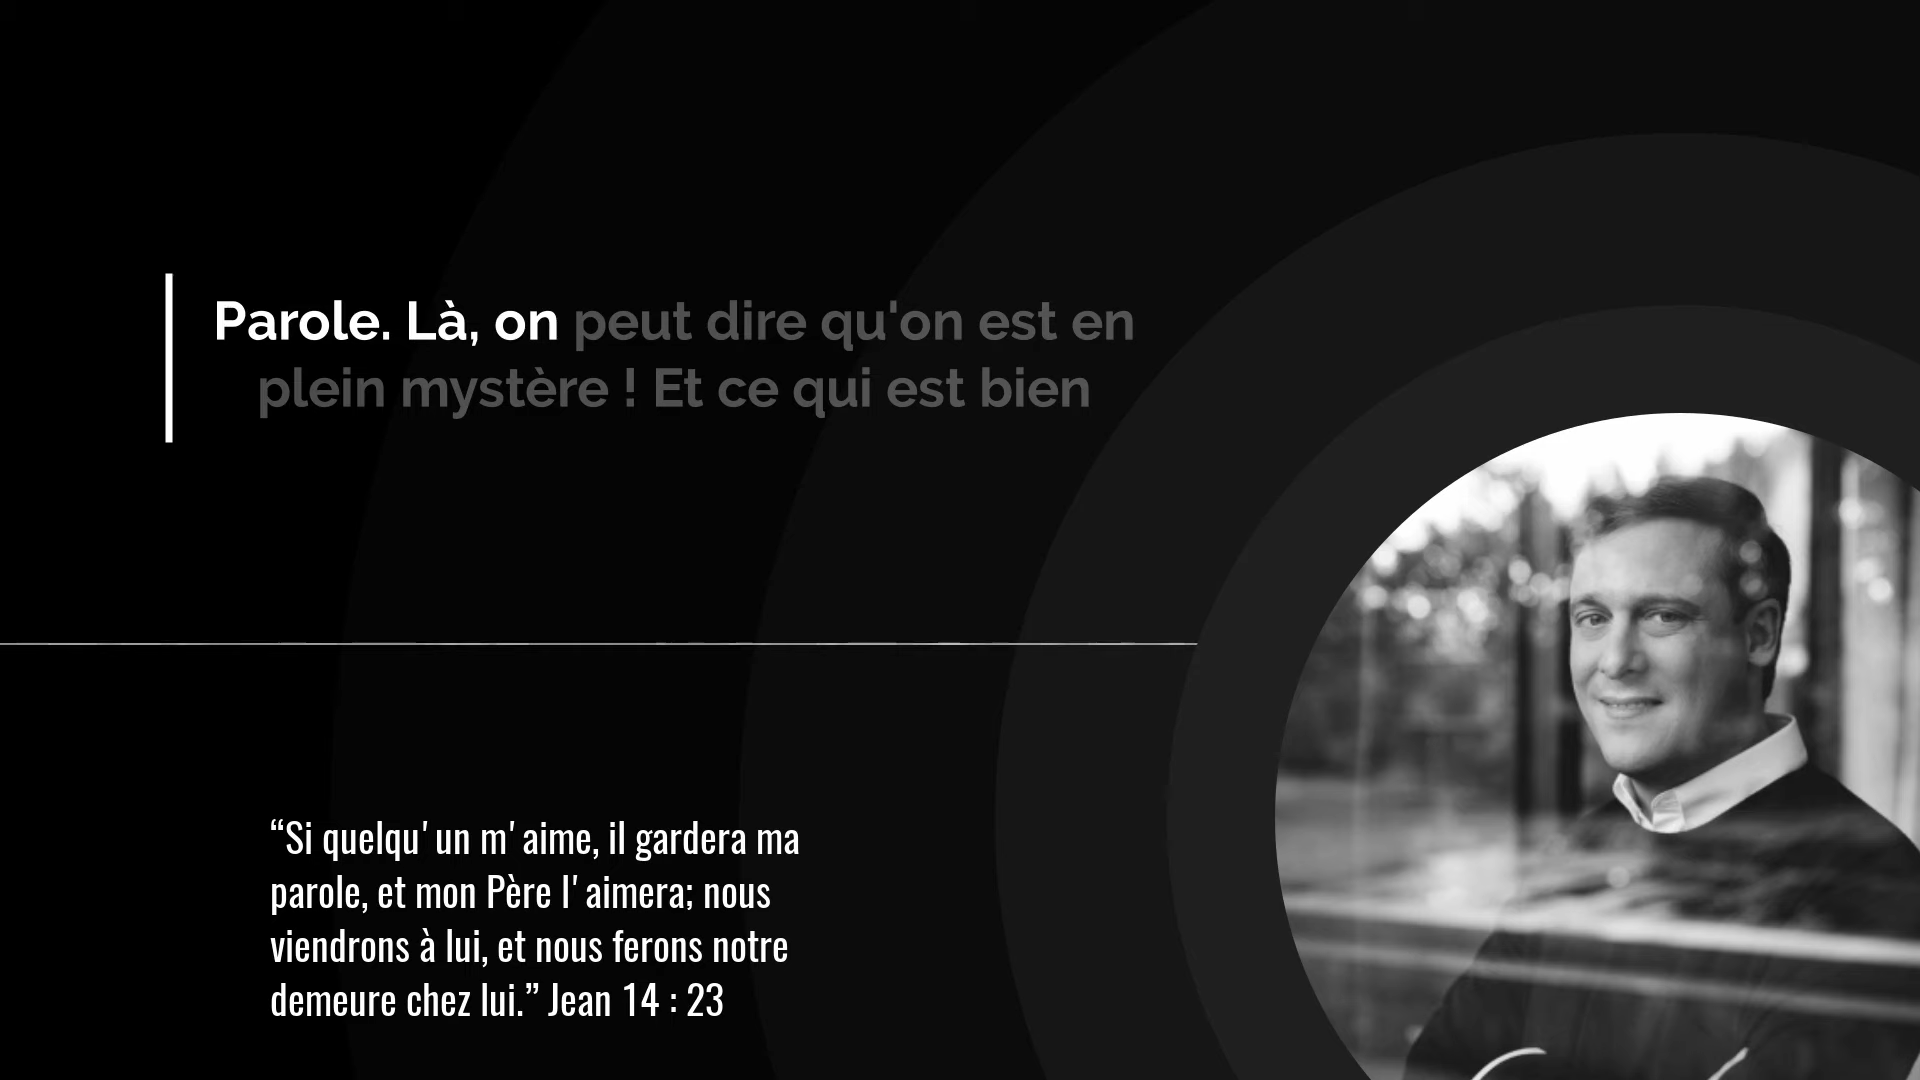 Parole. Là, on peut dire qu'on est en
plein mystère ! Et ce qui est bien
“Si quelqu'un m'aime, il gardera ma
parole, et mon Père l'aimera; nous
viendrons à lui, et nous ferons notre
demeure chez lui.” Jean 14 : 23